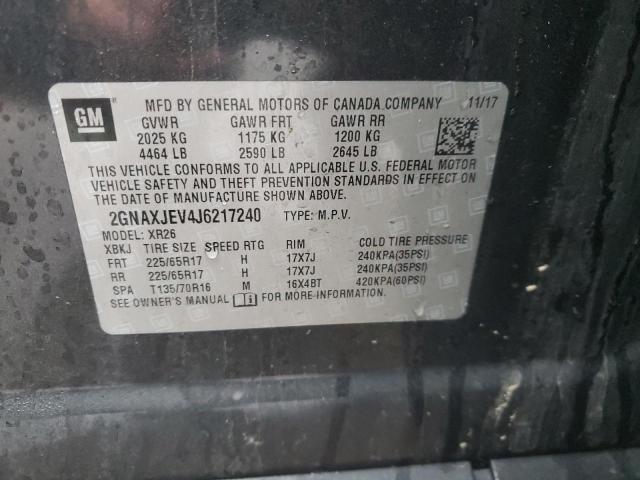 GM MFD BY GENERAL MOTORS OF CANADA COMPANY 11/17
GVWR GAWR FRT GAWR RR
2025 KG 1175 KG 1200 KG
4464 LB 2590 LB 2645 LB
THIS VEHICLE CONFORMS TO ALL APPLICABLE U.S. FEDERAL MOTOR
VEHICLE SAFETY AND THEFT PREVENTION STANDARDS IN EFFECT ON
THE DATE OF MANUFACTURE SHOWN ABOVE.
2GNAXJEV4J6217240 TYPE: M.P.V.
MODEL: XR26
XBKJ TIRE SIZE SPEED RTG RIM COLD TIRE PRESSURE
FRT 225/65R17 H 17X7J 240KPA(35PSI)
RR 225/65R17 H 17X7J 240KPA(35PSI)
SPA T135/70R16 M 16X4BT 420KPA(60PSI)
SEE OWNER'S MANUAL FOR MORE INFORMATION.